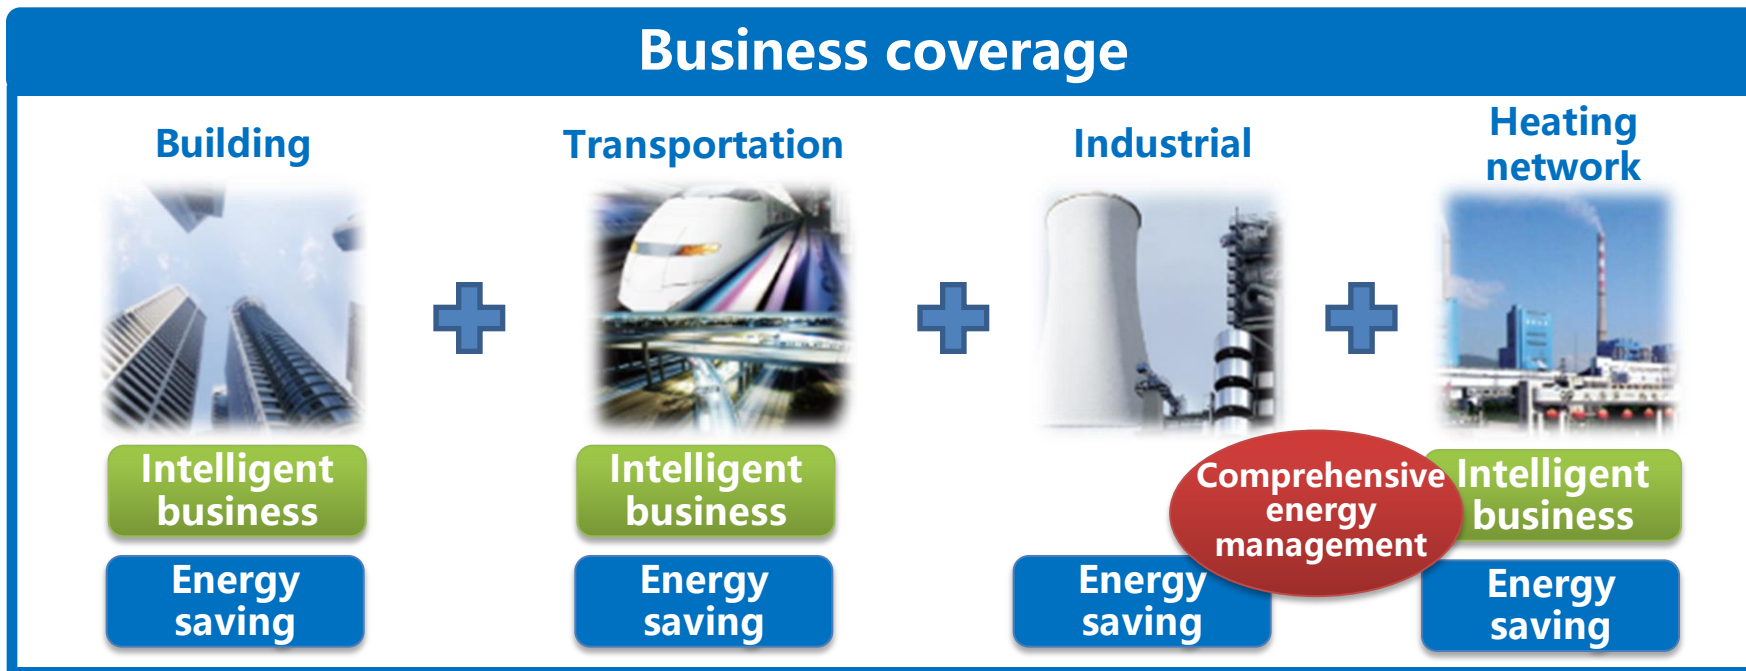 Business coverage
Building
Transportation
Industrial
Heating
network
Intelligent
business
Intelligent
business
Comprehensive
energy
management
Intelligent
business
Energy
saving
Energy
saving
Energy
saving
Energy
saving